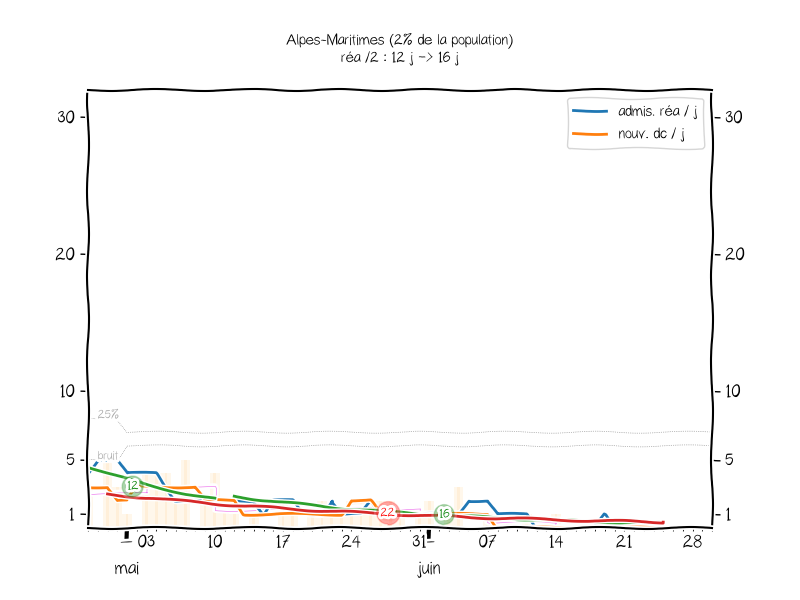 Alpes-Maritimes (2% de la population)
réa /2 : 12 j -> 16 j
admis. réa / j
nouv. dc / j
30 30
20 20
10 10
25%
bruit
5 5
12
22
16
1 1
03 10 17 24 31 07 14 21 28
mai juin